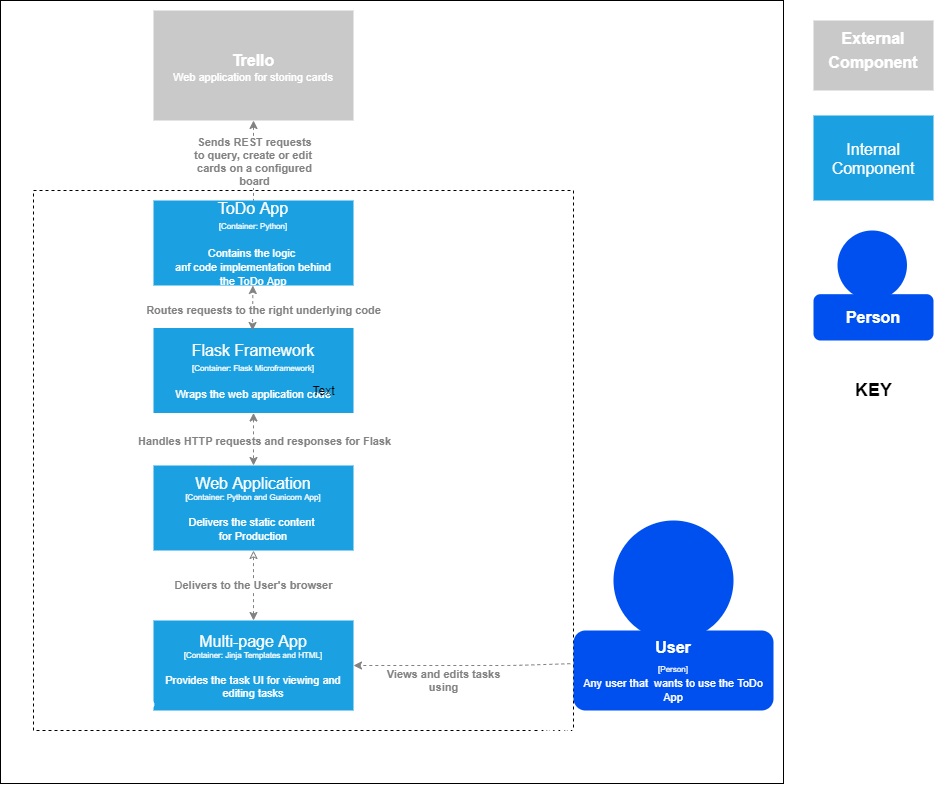 Trello
Web application for storing cards
Sends REST requests
to query, create or edit
cards on a configured
board
ToDo App
[Container: Python]
Contains the logic
anf code implementation behind
the ToDo App
Routes requests to the right underlying code
Flask Framework
[Container: Flask Microframework]
Wraps the web application code
Text
Handles HTTP requests and responses for Flask
Web Application
[Container: Python and Gunicorn App]
Delivers the static content
for Production
Delivers to the User's browser
Multi-page App
[Container: Jinja Templates and HTML]
Provides the task UI for viewing and
editing tasks
Views and edits tasks
using
User
[Person]
Any user that wants to use the ToDo
App
External
Component
Internal
Component
Person
KEY